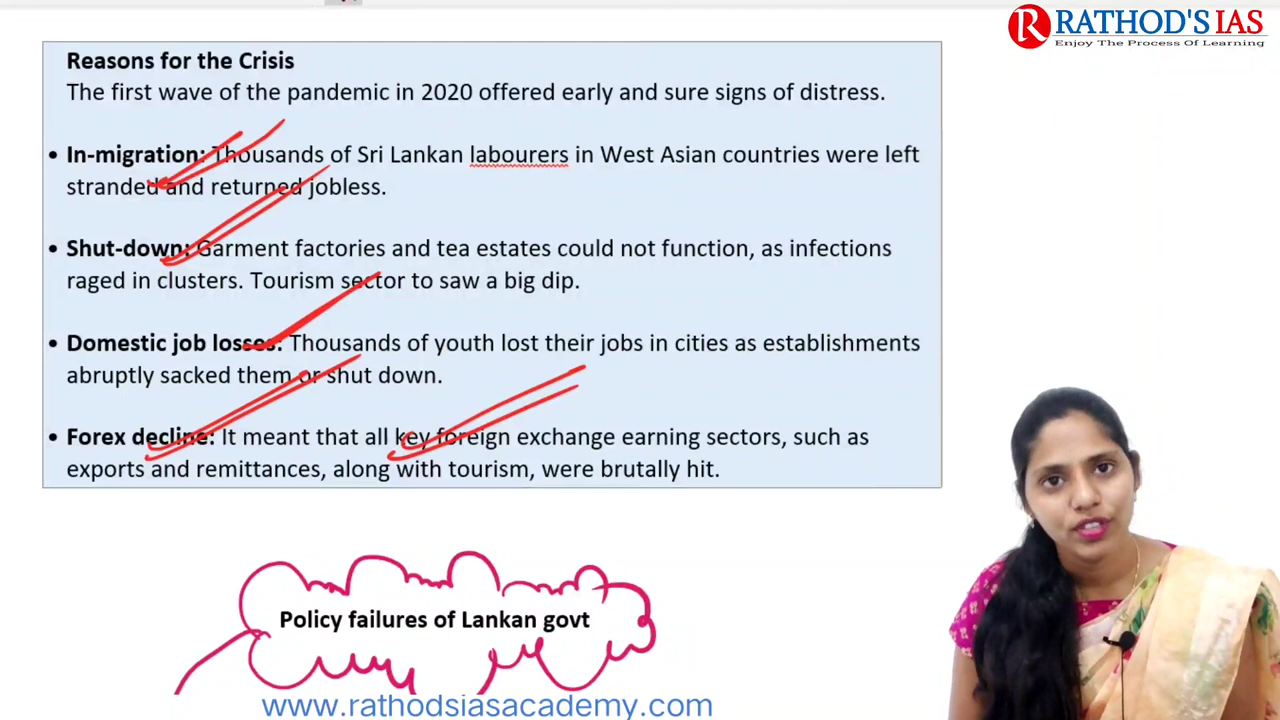 RATHOD'S IAS
Enjoy The Process Of Learning
Reasons for the Crisis
The first wave of the pandemic in 2020 offered early and sure signs of distress.
• In-migration: Thousands of Sri Lankan labourers in West Asian countries were left
stranded and returned jobless.
• Shut-down: Garment factories and tea estates could not function, as infections
raged in clusters. Tourism sector to saw a big dip.
• Domestic job losses: Thousands of youth lost their jobs in cities as establishments
abruptly sacked them or shut down.
• Forex decline: It meant that all key foreign exchange earning sectors, such as
exports and remittances, along with tourism, were brutally hit.
Policy failures of Lankan govt
www.rathodsiasacademy.com